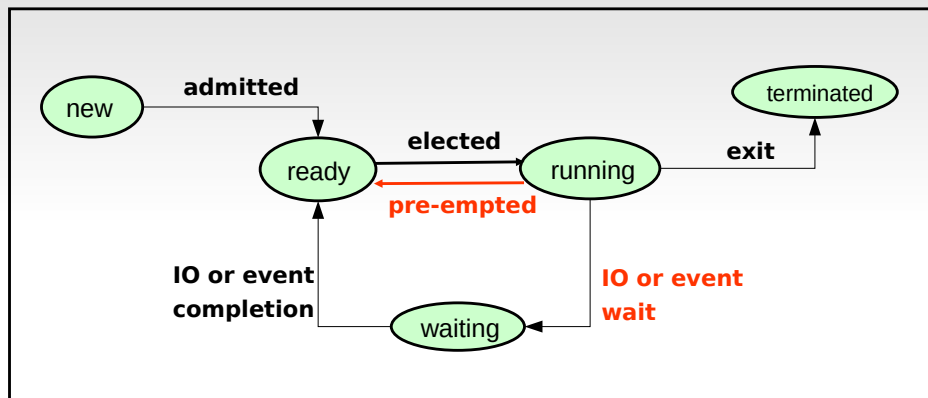 new
admitted
terminated
ready
elected
running
exit
pre-empted
IO or event
completion
waiting
IO or event
wait